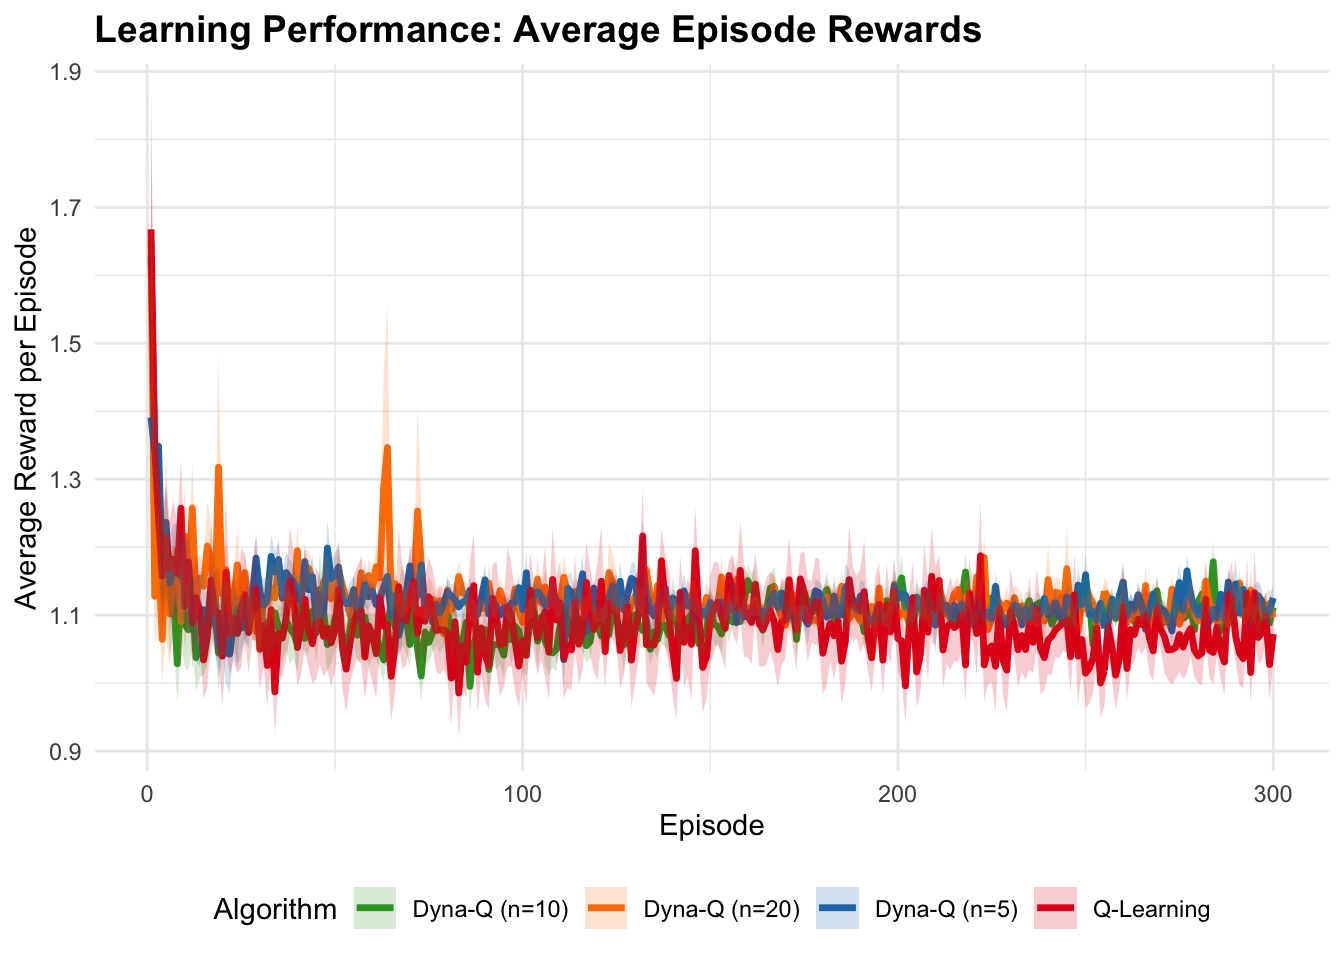 Learning Performance: Average Episode Rewards
Average Reward per Episode
1.9
1.7
1.5
1.3
1.1
0.9
0 100 200 300
Episode
Algorithm Dyna-Q (n=10) Dyna-Q (n=20) Dyna-Q (n=5) Q-Learning